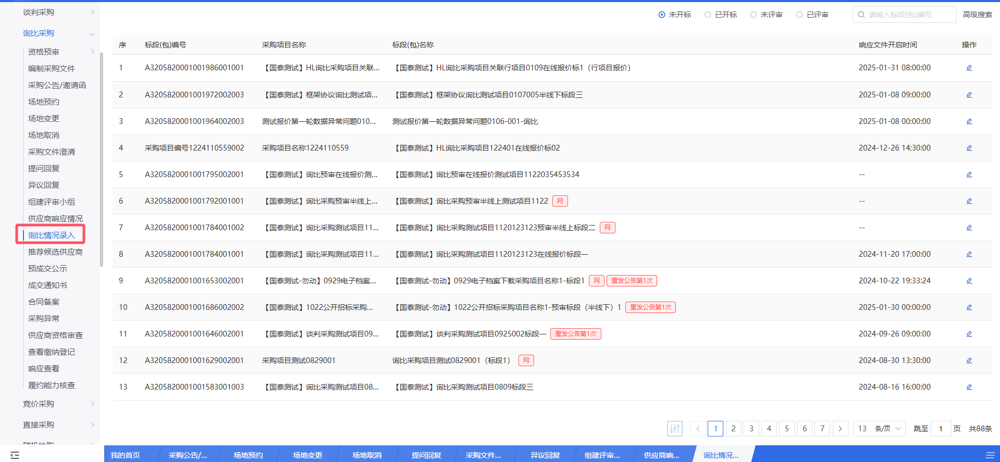 谈判采购
询比采购
资格预审
编制采购文件
采购公告/邀请函
场地预约
场地变更
场地取消
采购文件澄清
提问回复
异议回复
组建评审小组
供应商响应情况
询比情况录入
推荐候选供应商
预成交公示
成交通知书
合同备案
采购异常
供应商资格审查
查看缴纳登记
响应查看
履约能力核查
竞价采购
直接采购
未开标 已开标 未评审 已评审 请输入标段(包)编号 高级搜索
序 标段(包)编号 采购项目名称 标段(包)名称 响应文件开启时间 操作
1 A3205820001001986001001 【国泰测试】HL询比采购项目关联... 【国泰测试】HL询比采购项目关联行项目0109在线报价标1（行项目报价） 2025-01-31 08:00:00
2 A3205820001001972002003 【国泰测试】框架协议询比测试项... 【国泰测试】框架协议询比测试项目0107005半线下标段三 2025-01-08 09:00:00
3 A3205820001001964002003 测试报价第一轮数据异常问题010... 测试报价第一轮数据异常问题0106-001-询比 2025-01-08 00:00:00
4 采购项目编号1224110559002 采购项目名称1224110559 【国泰测试】HL询比采购项目122401在线报价标02 2024-12-26 14:30:00
5 A3205820001001795002001 【国泰测试】询比预审在线报价测... 【国泰测试】询比预审在线报价测试项目1122035453534 --
6 A3205820001001792001001 【国泰测试】询比采购预审半线上... 【国泰测试】询比采购预审半线上测试项目1122 网 --
7 A3205820001001784001002 【国泰测试】询比采购测试项目11... 【国泰测试】询比采购测试项目1120123123预审半线上标段二 网 --
8 A3205820001001784001001 【国泰测试】询比采购测试项目11... 【国泰测试】询比采购测试项目1120123123在线报价标段一 2024-11-20 17:00:00
9 A3205820001001653002001 【国泰测试-勿动】0929电子档案... 【国泰测试-勿动】0929电子档案下载采购项目名称1-标段1 网 重发公告第1次 2024-10-22 19:33:24
10 A3205820001001686002002 【国泰测试】1022公开招标采购... 【国泰测试-勿动】1022公开招标采购项目名称1-预审标段（半线下）1 重发公告第1次 2025-01-30 00:00:00
11 A3205820001001646002001 【国泰测试】谈判采购测试项目09... 【国泰测试】谈判采购测试项目0925002标段一 重发公告第1次 2024-09-26 09:00:00
12 A3205820001001629002001 采购项目测试0829001 询比采购项目测试0829001（标段1） 网 2024-08-30 13:30:00
13 A3205820001001583001003 【国泰测试】询比采购测试项目08... 【国泰测试】询比采购测试项目0809标段三 2024-08-16 16:00:00
1 2 3 4 5 6 7 13 条/页 跳至 1 页 共88条
我的首页 采购公告/... 场地预约 场地变更 场地取消 提问回复 采购文件... 异议回复 组建评审... 供应商响... 询比情况...